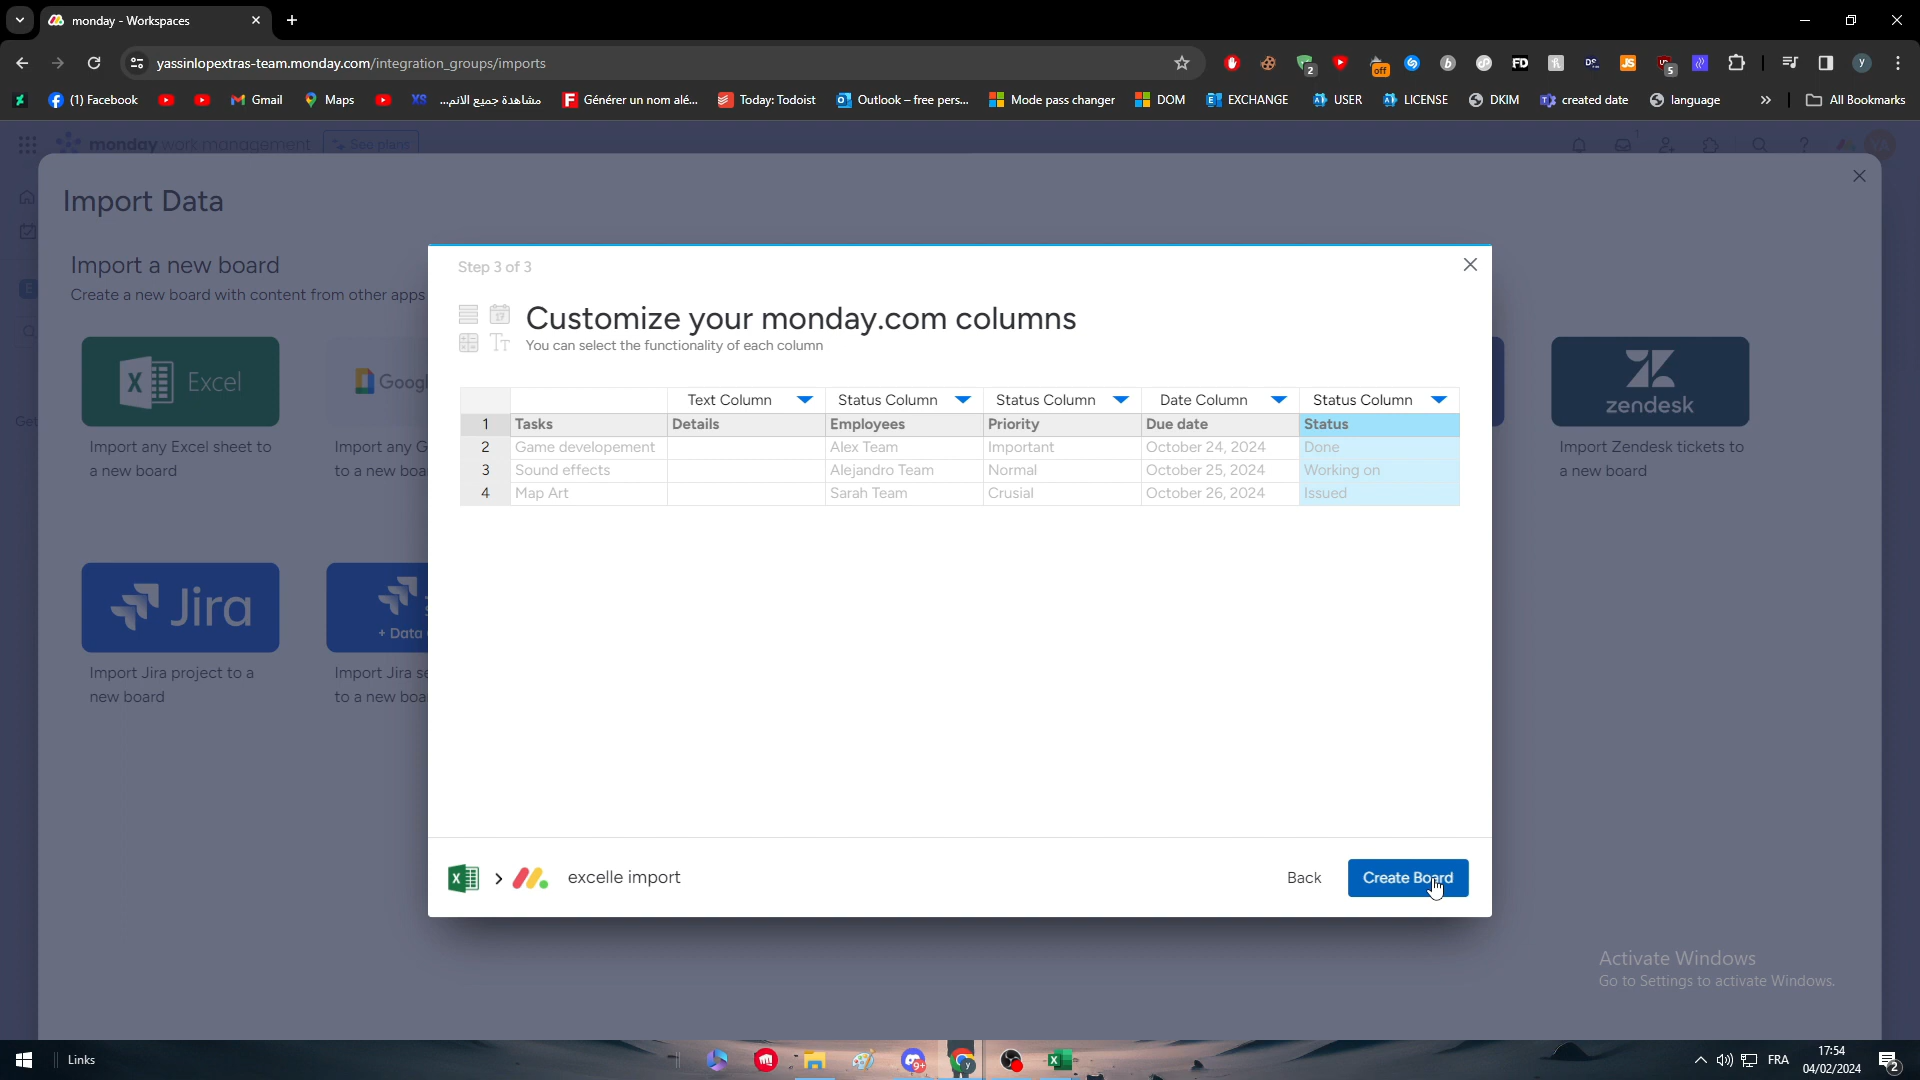 monday - Workspaces
yassinlopextras-team.monday.com/integration_groups/imports
(1) Facebook
Gmail
Maps
مشاهدة جميع الانم...
Générer un nom alé...
Today: Todoist
Outlook – free pers...
Mode pass changer
DOM
EXCHANGE
USER
LICENSE
DKIM
created date
language
All Bookmarks
monday work management
See plans
Import Data
Import a new board
Create a new board with content from other apps
Excel
Import any Excel sheet to
a new board
Googl
Import any G
to a new boa
zendesk
Import Zendesk tickets to
a new board
Jira
Import Jira project to a
new board
+ Data
Import Jira se
to a new boa
Step 3 of 3
Customize your monday.com columns
You can select the functionality of each column
Text Column Status Column Status Column Date Column Status Column
1 Tasks Details Employees Priority Due date Status
2 Game developement Alex Team Important October 24, 2024 Done
3 Sound effects Alejandro Team Normal October 25, 2024 Working on
4 Map Art Sarah Team Crusial October 26, 2024 Issued
excelle import
Back
Create Board
Activate Windows
Go to Settings to activate Windows.
Links
FRA
17:54
04/02/2024
2